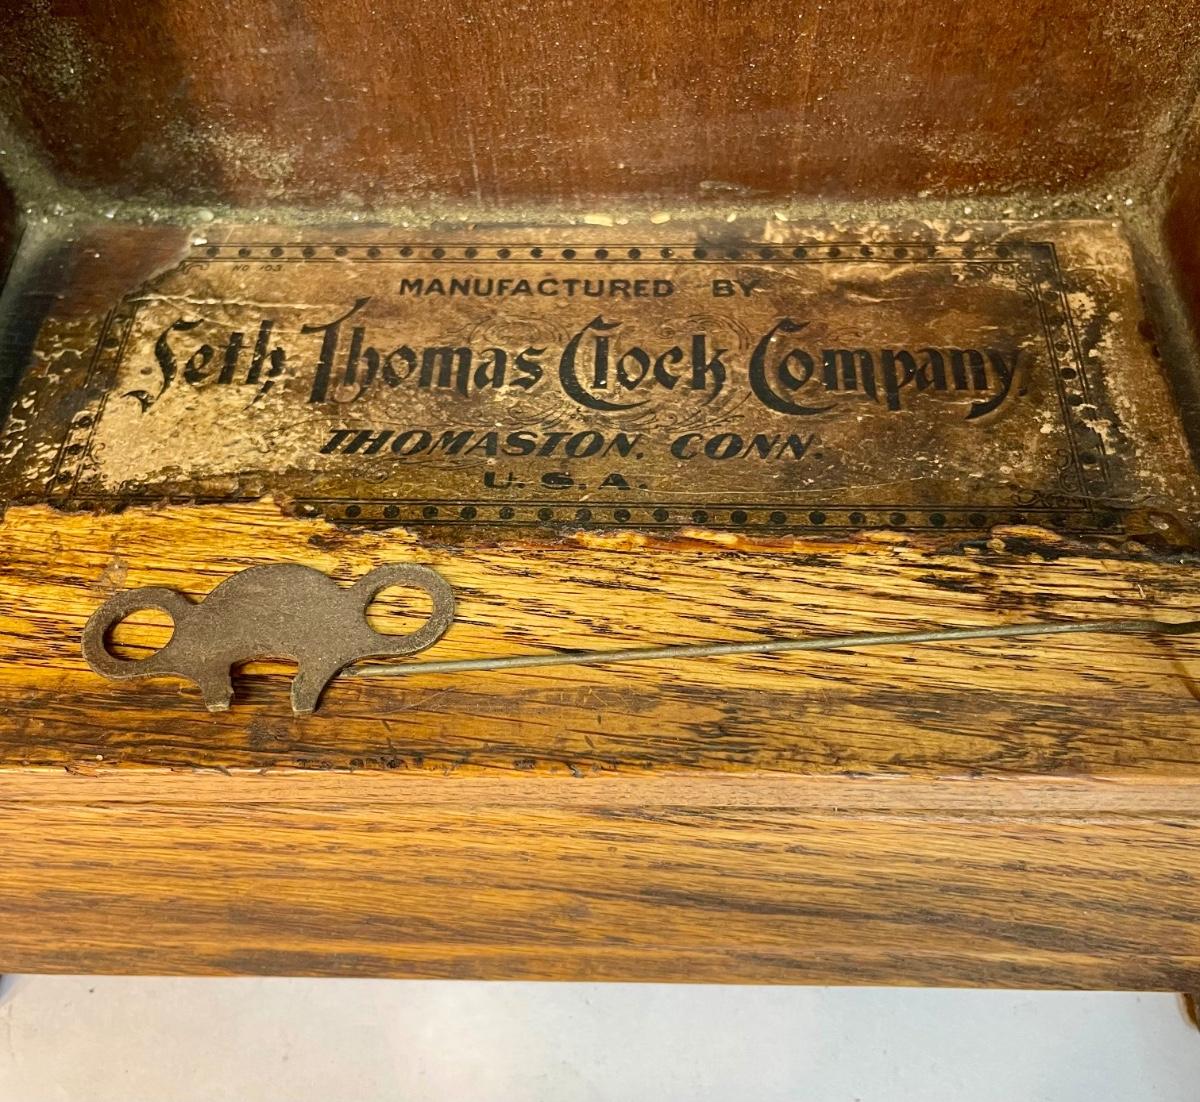 NO. 103
MANUFACTURED BY
Seth Thomas Clock Company,
THOMASTON, CONN.
U. S. A.